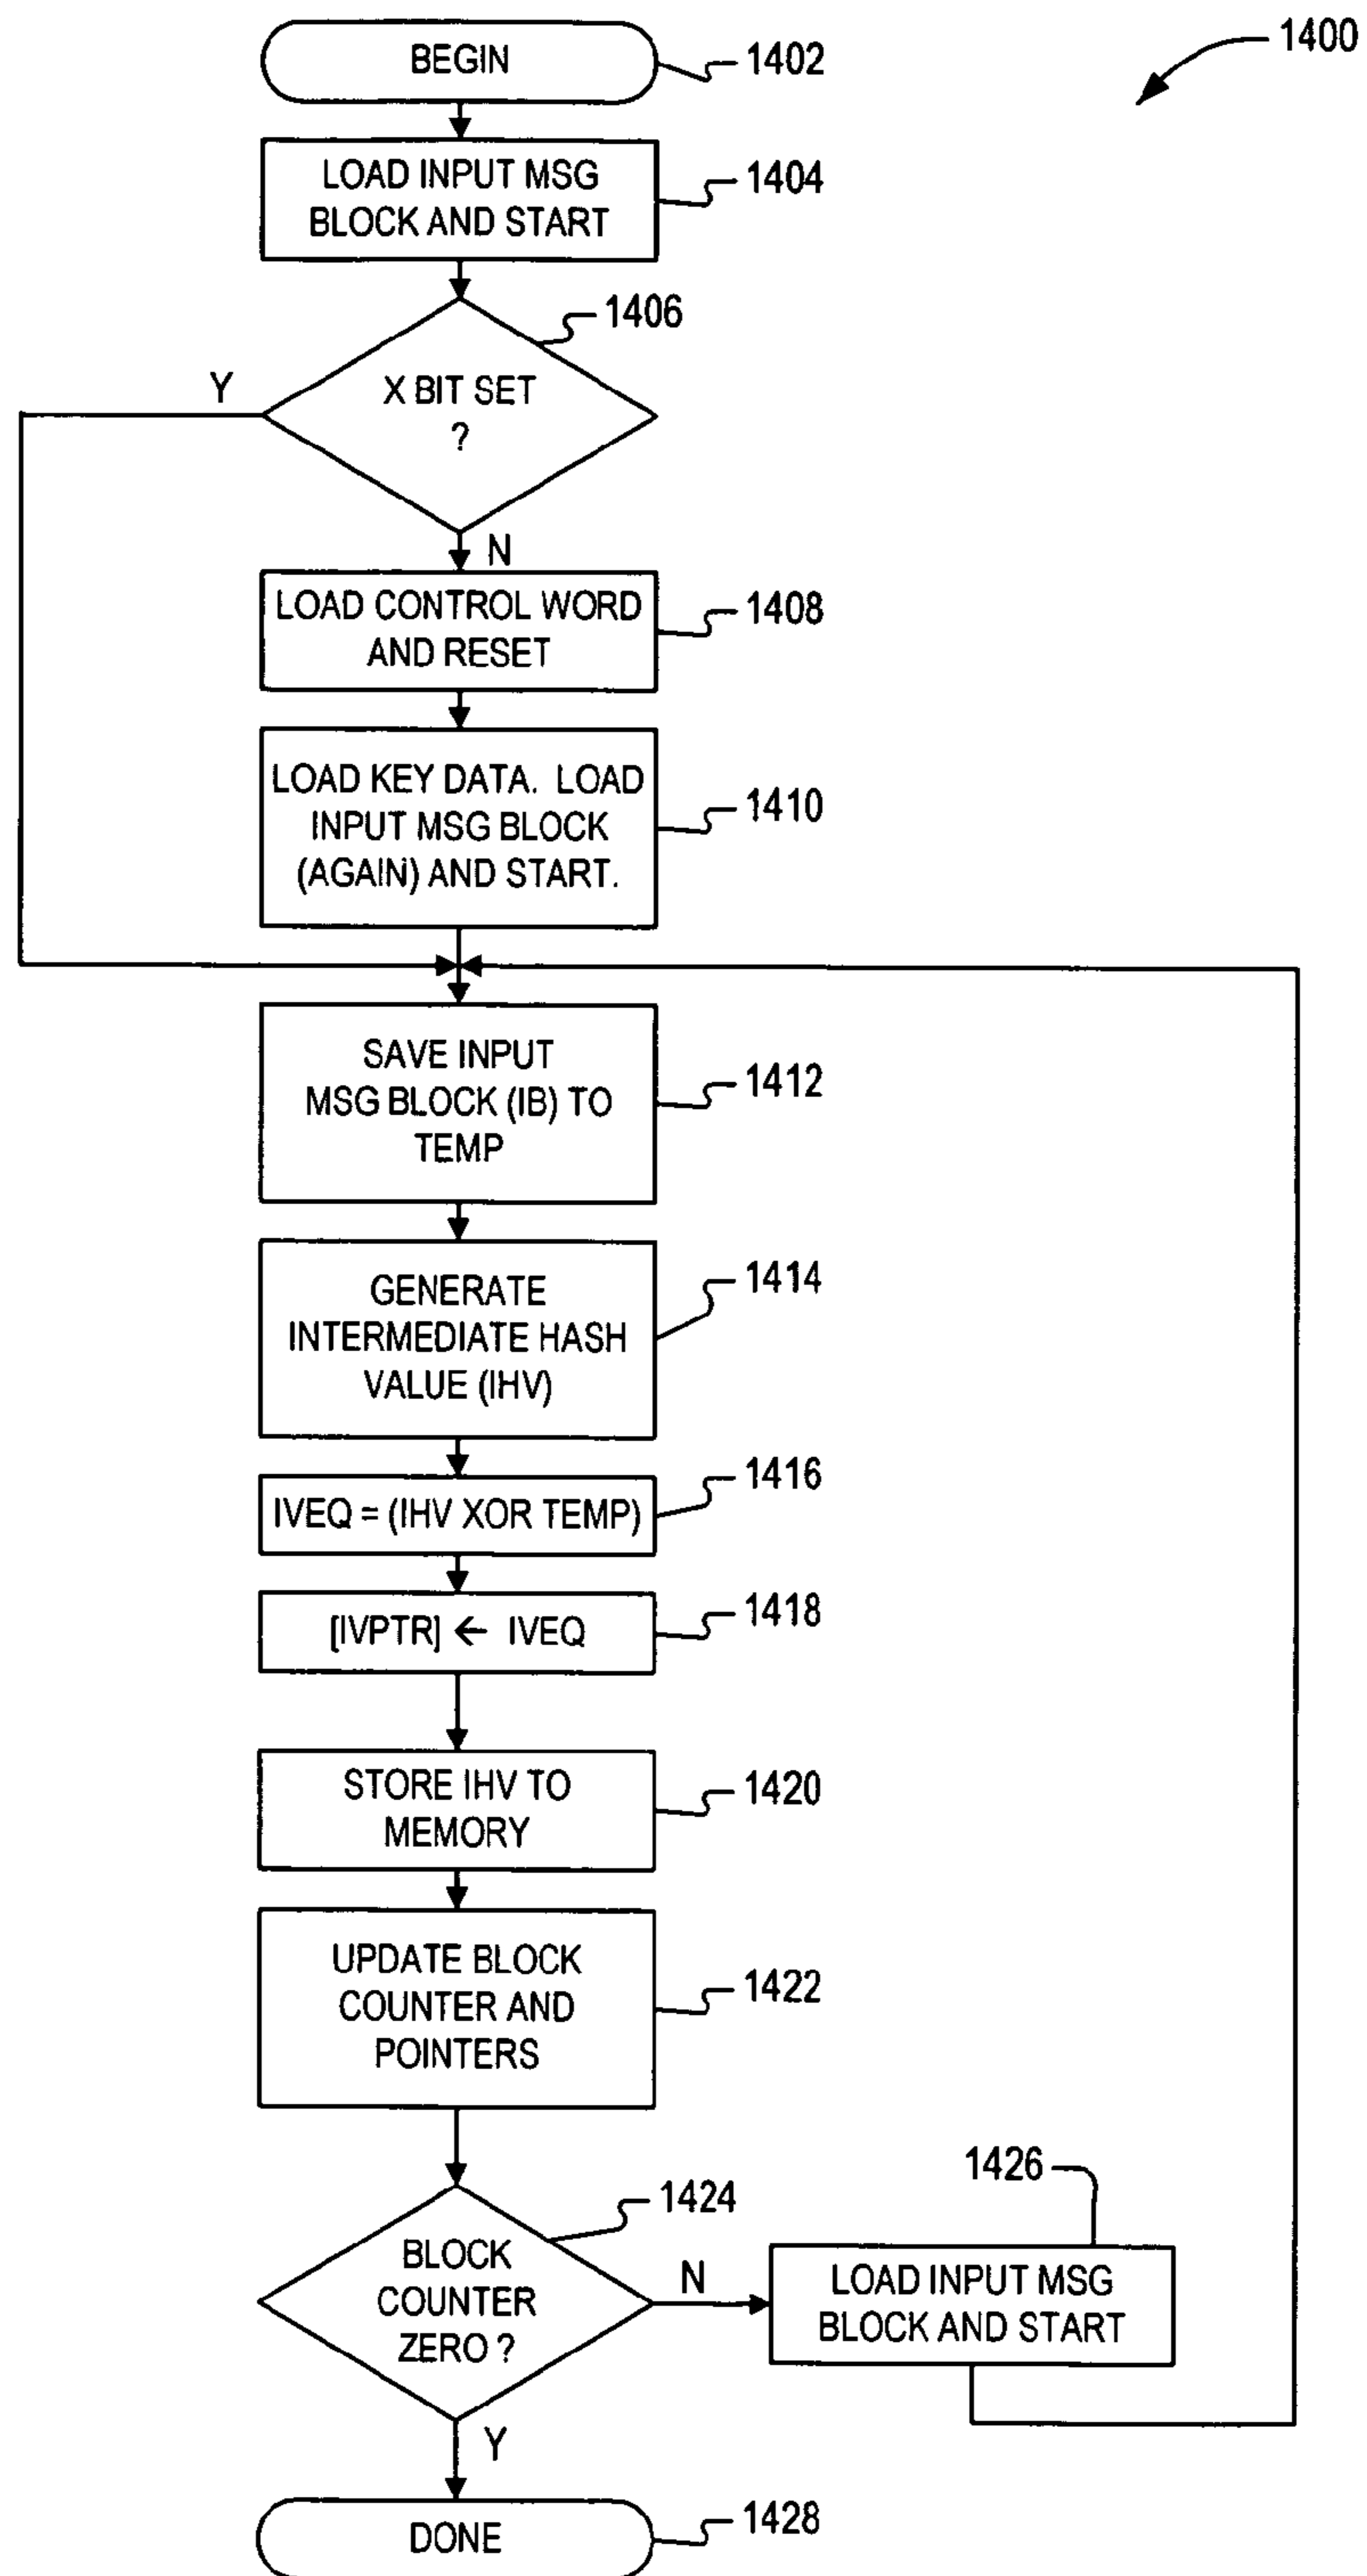 1400
BEGIN
1402
LOAD INPUT MSG
BLOCK AND START
1404
1406
X BIT SET
?
Y
N
LOAD CONTROL WORD
AND RESET
1408
LOAD KEY DATA. LOAD
INPUT MSG BLOCK
(AGAIN) AND START.
1410
SAVE INPUT
MSG BLOCK (IB) TO
TEMP
1412
GENERATE
INTERMEDIATE HASH
VALUE (IHV)
1414
IVEQ = (IHV XOR TEMP)
1416
[IVPTR] ← IVEQ
1418
STORE IHV TO
MEMORY
1420
UPDATE BLOCK
COUNTER AND
POINTERS
1422
1424
BLOCK
COUNTER
ZERO ?
N
1426
LOAD INPUT MSG
BLOCK AND START
Y
DONE
1428